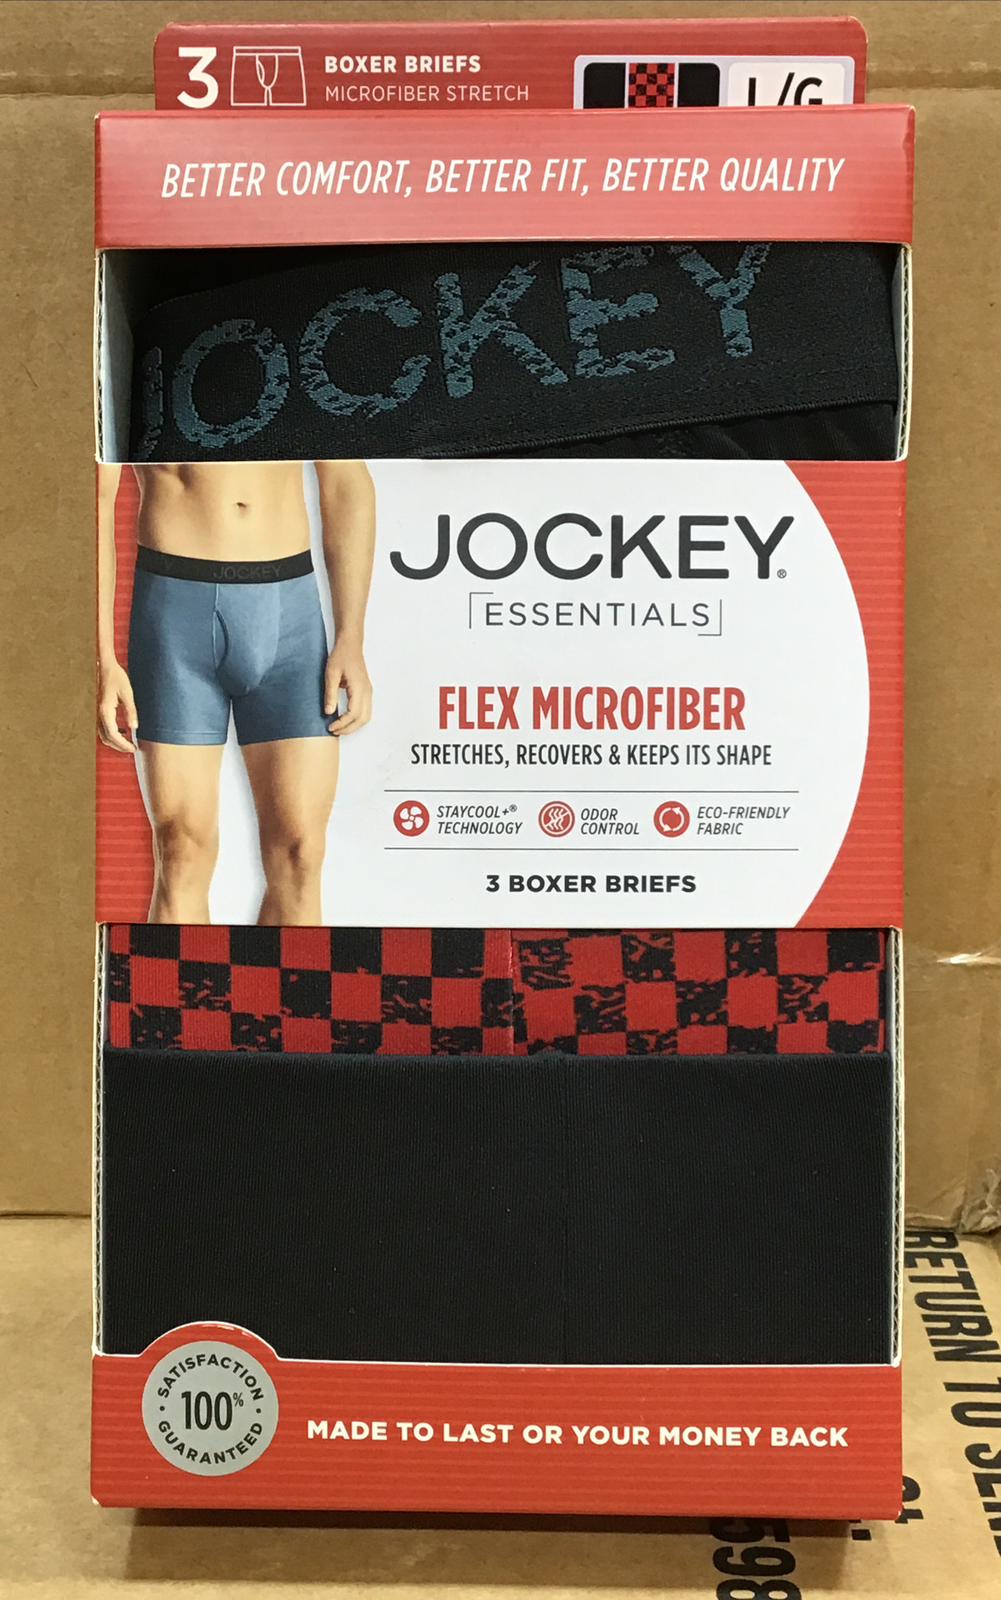 3
BOXER BRIEFS
MICROFIBER STRETCH
L/G
BETTER COMFORT, BETTER FIT, BETTER QUALITY
JOCKEY
JOCKEY
JOCKEY®
ESSENTIALS
FLEX MICROFIBER
STRETCHES, RECOVERS & KEEPS ITS SHAPE
STAYCOOL+®
TECHNOLOGY
ODOR
CONTROL
ECO-FRIENDLY
FABRIC
3 BOXER BRIEFS
SATISFACTION
100%
GUARANTEED
MADE TO LAST OR YOUR MONEY BACK
RETURN TO
598